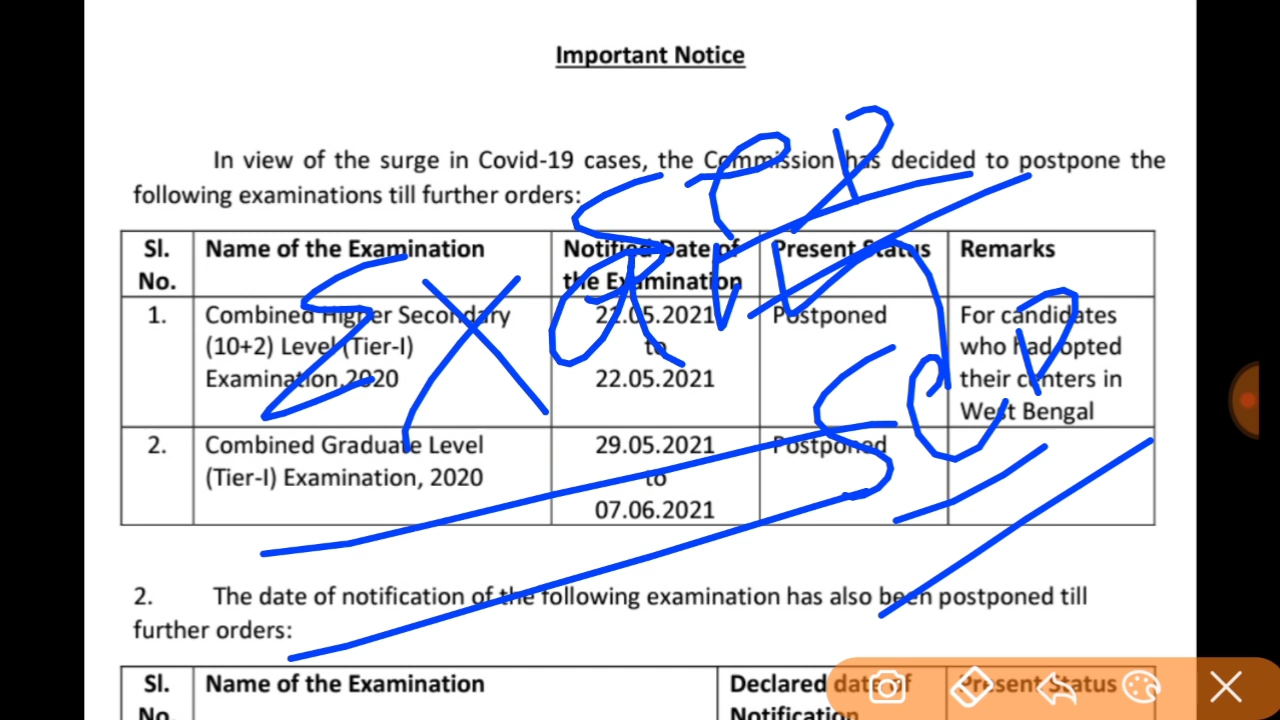 Important Notice
In view of the surge in Covid-19 cases, the Commission has decided to postpone the
following examinations till further orders:
Sl. No. Name of the Examination Notified Date of the Examination Present Status Remarks
1. Combined Higher Secondary (10+2) Level (Tier-I) Examination,2020 21.05.2021 to 22.05.2021 Postponed For candidates who had opted their centers in West Bengal
2. Combined Graduate Level (Tier-I) Examination, 2020 29.05.2021 to 07.06.2021 Postponed
2. The date of notification of the following examination has also been postponed till
further orders:
Sl. No. Name of the Examination Declared date of Notification Present Status